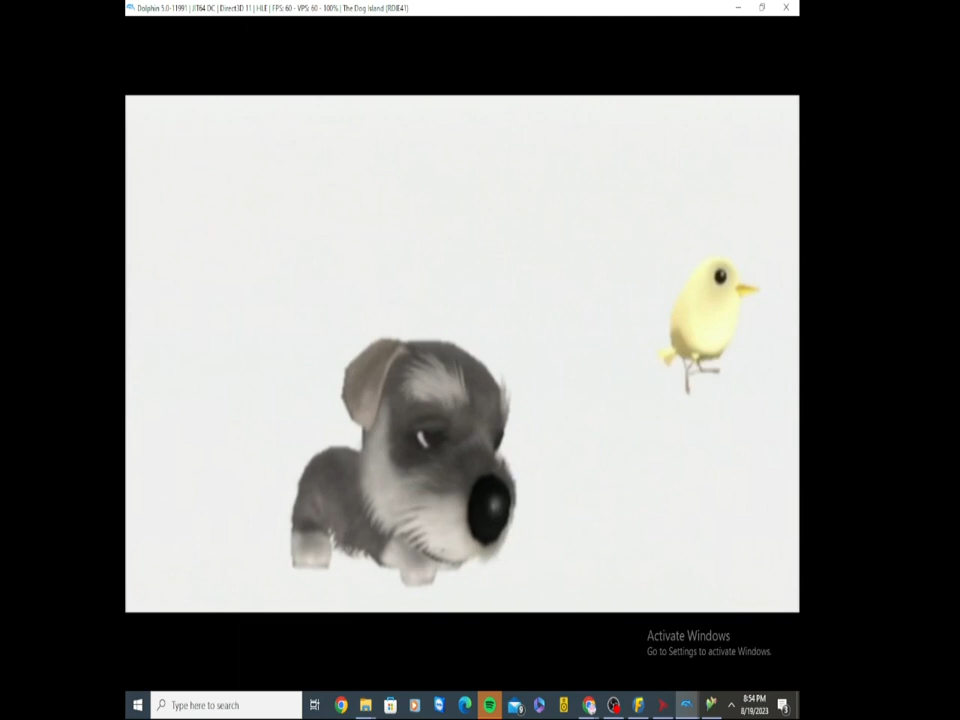 Dolphin 5.0-11991 | JIT64 DC | Direct3D 11 | HLE | FPS: 60 - VPS: 60 - 100% | The Dog Island (RDIE41)
Activate Windows
Go to Settings to activate Windows.
Type here to search
8:54 PM
8/19/2023